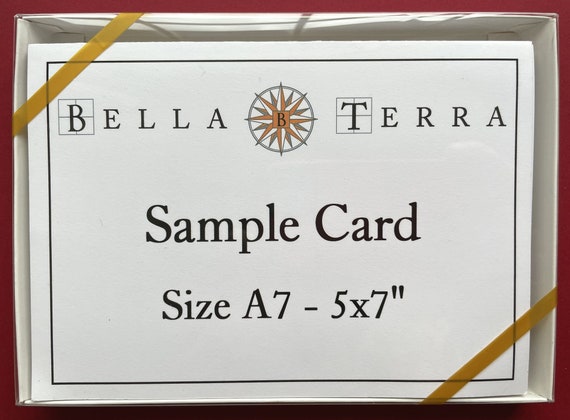 BELLA B TERRA
Sample Card
Size A7 - 5x7"